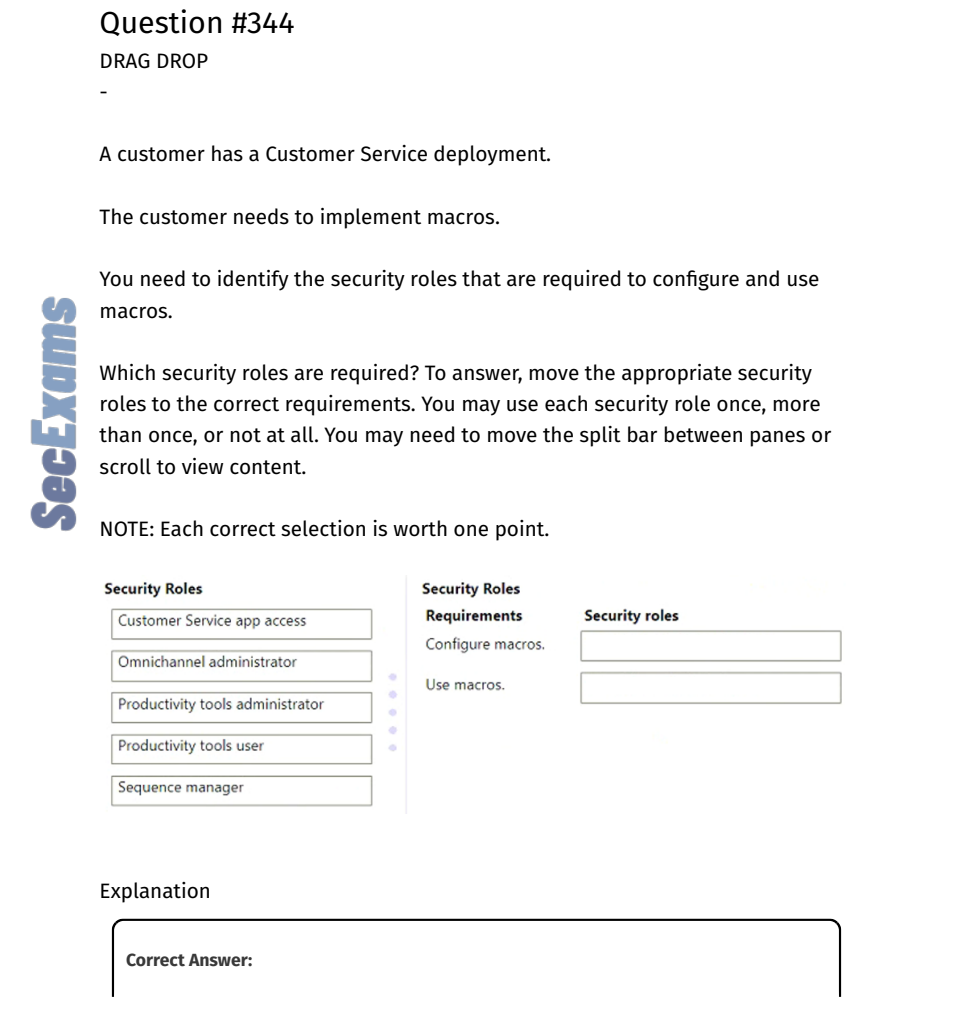 Question #344
DRAG DROP
-
A customer has a Customer Service deployment.
The customer needs to implement macros.
You need to identify the security roles that are required to configure and use
macros.
Which security roles are required? To answer, move the appropriate security
roles to the correct requirements. You may use each security role once, more
than once, or not at all. You may need to move the split bar between panes or
scroll to view content.
NOTE: Each correct selection is worth one point.
SecExams
Security Roles
Customer Service app access
Omnichannel administrator
Productivity tools administrator
Productivity tools user
Sequence manager
Security Roles
Requirements Security roles
Configure macros.
Use macros.
Explanation
Correct Answer: